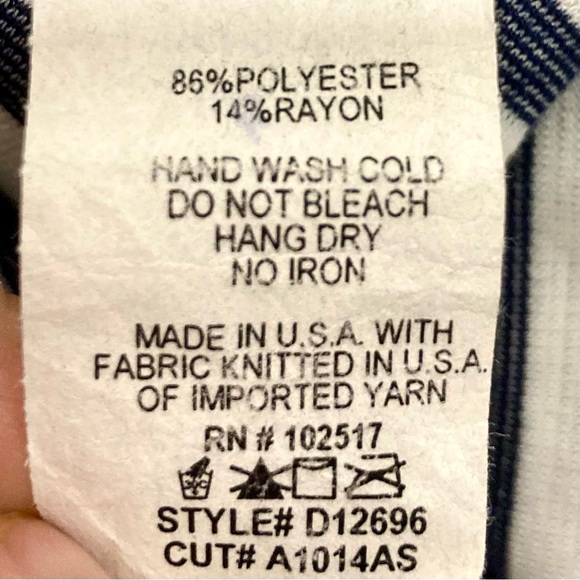 86%POLYESTER
14%RAYON
HAND WASH COLD
DO NOT BLEACH
HANG DRY
NO IRON
MADE IN U.S.A. WITH
FABRIC KNITTED IN U.S.A.
OF IMPORTED YARN
RN # 102517
STYLE# D12696
CUT# A1014AS